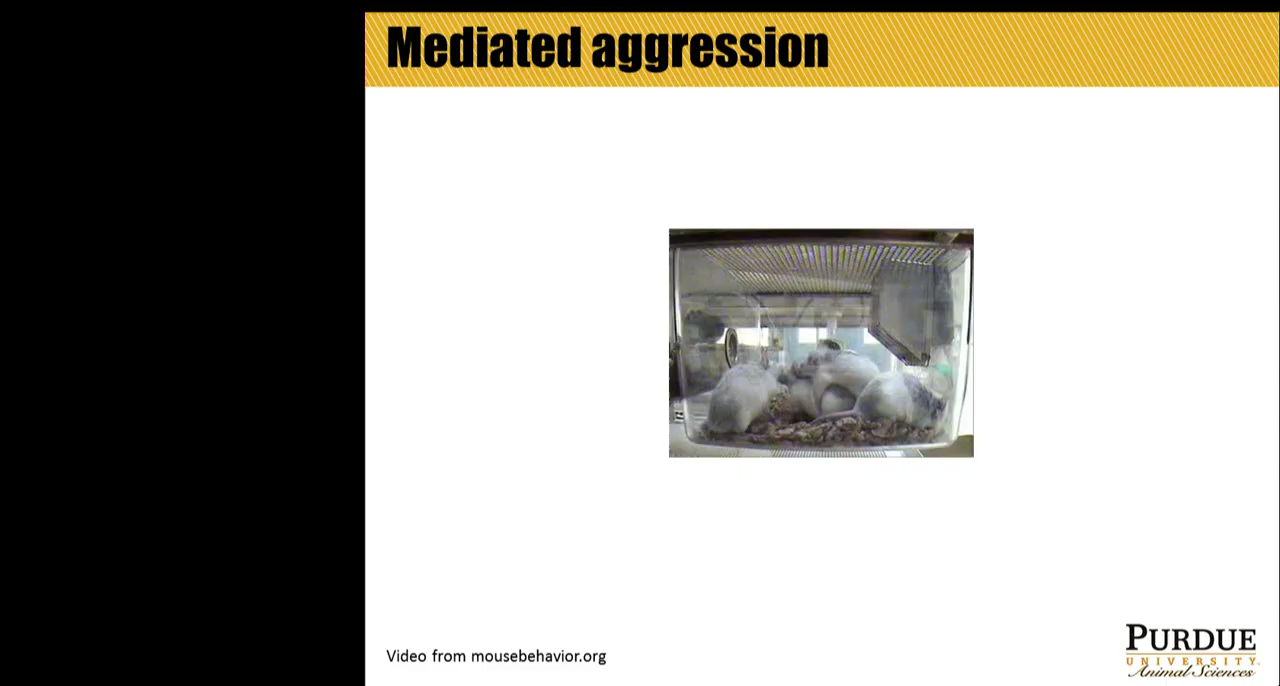 Mediated aggression
Video from mousebehavior.org
PURDUE
UNIVERSITY
Animal Sciences